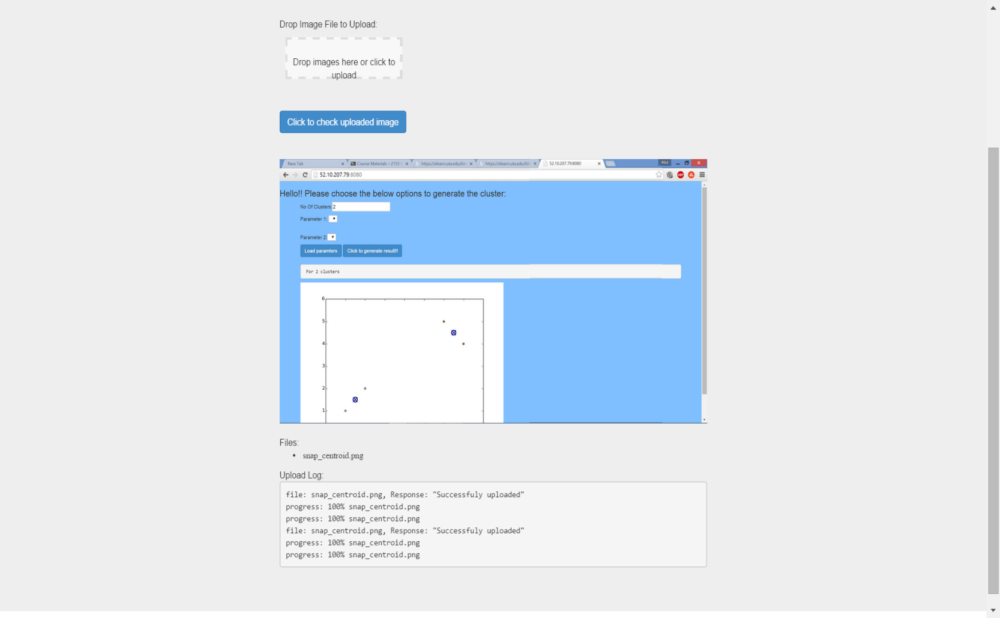 Drop Image File to Upload:
Drop images here or click to
upload
Click to check uploaded image
New Tab
Course Materials – 2155-
https://elearn.uta.edu/bb
https://elearn.uta.edu/bb
52.10.207.79:8080
Atul
52.10.207.79:8080
ABP
Hello!! Please choose the below options to generate the cluster:
No Of Clusters: 2
Parameter 1:
Parameter 2:
Load paramters Click to generate result!!
For 2 clusters
6
5
4
3
2
1
Files:
• snap_centroid.png
Upload Log:
file: snap_centroid.png, Response: "Successfuly uploaded"
progress: 100% snap_centroid.png
progress: 100% snap_centroid.png
file: snap_centroid.png, Response: "Successfuly uploaded"
progress: 100% snap_centroid.png
progress: 100% snap_centroid.png